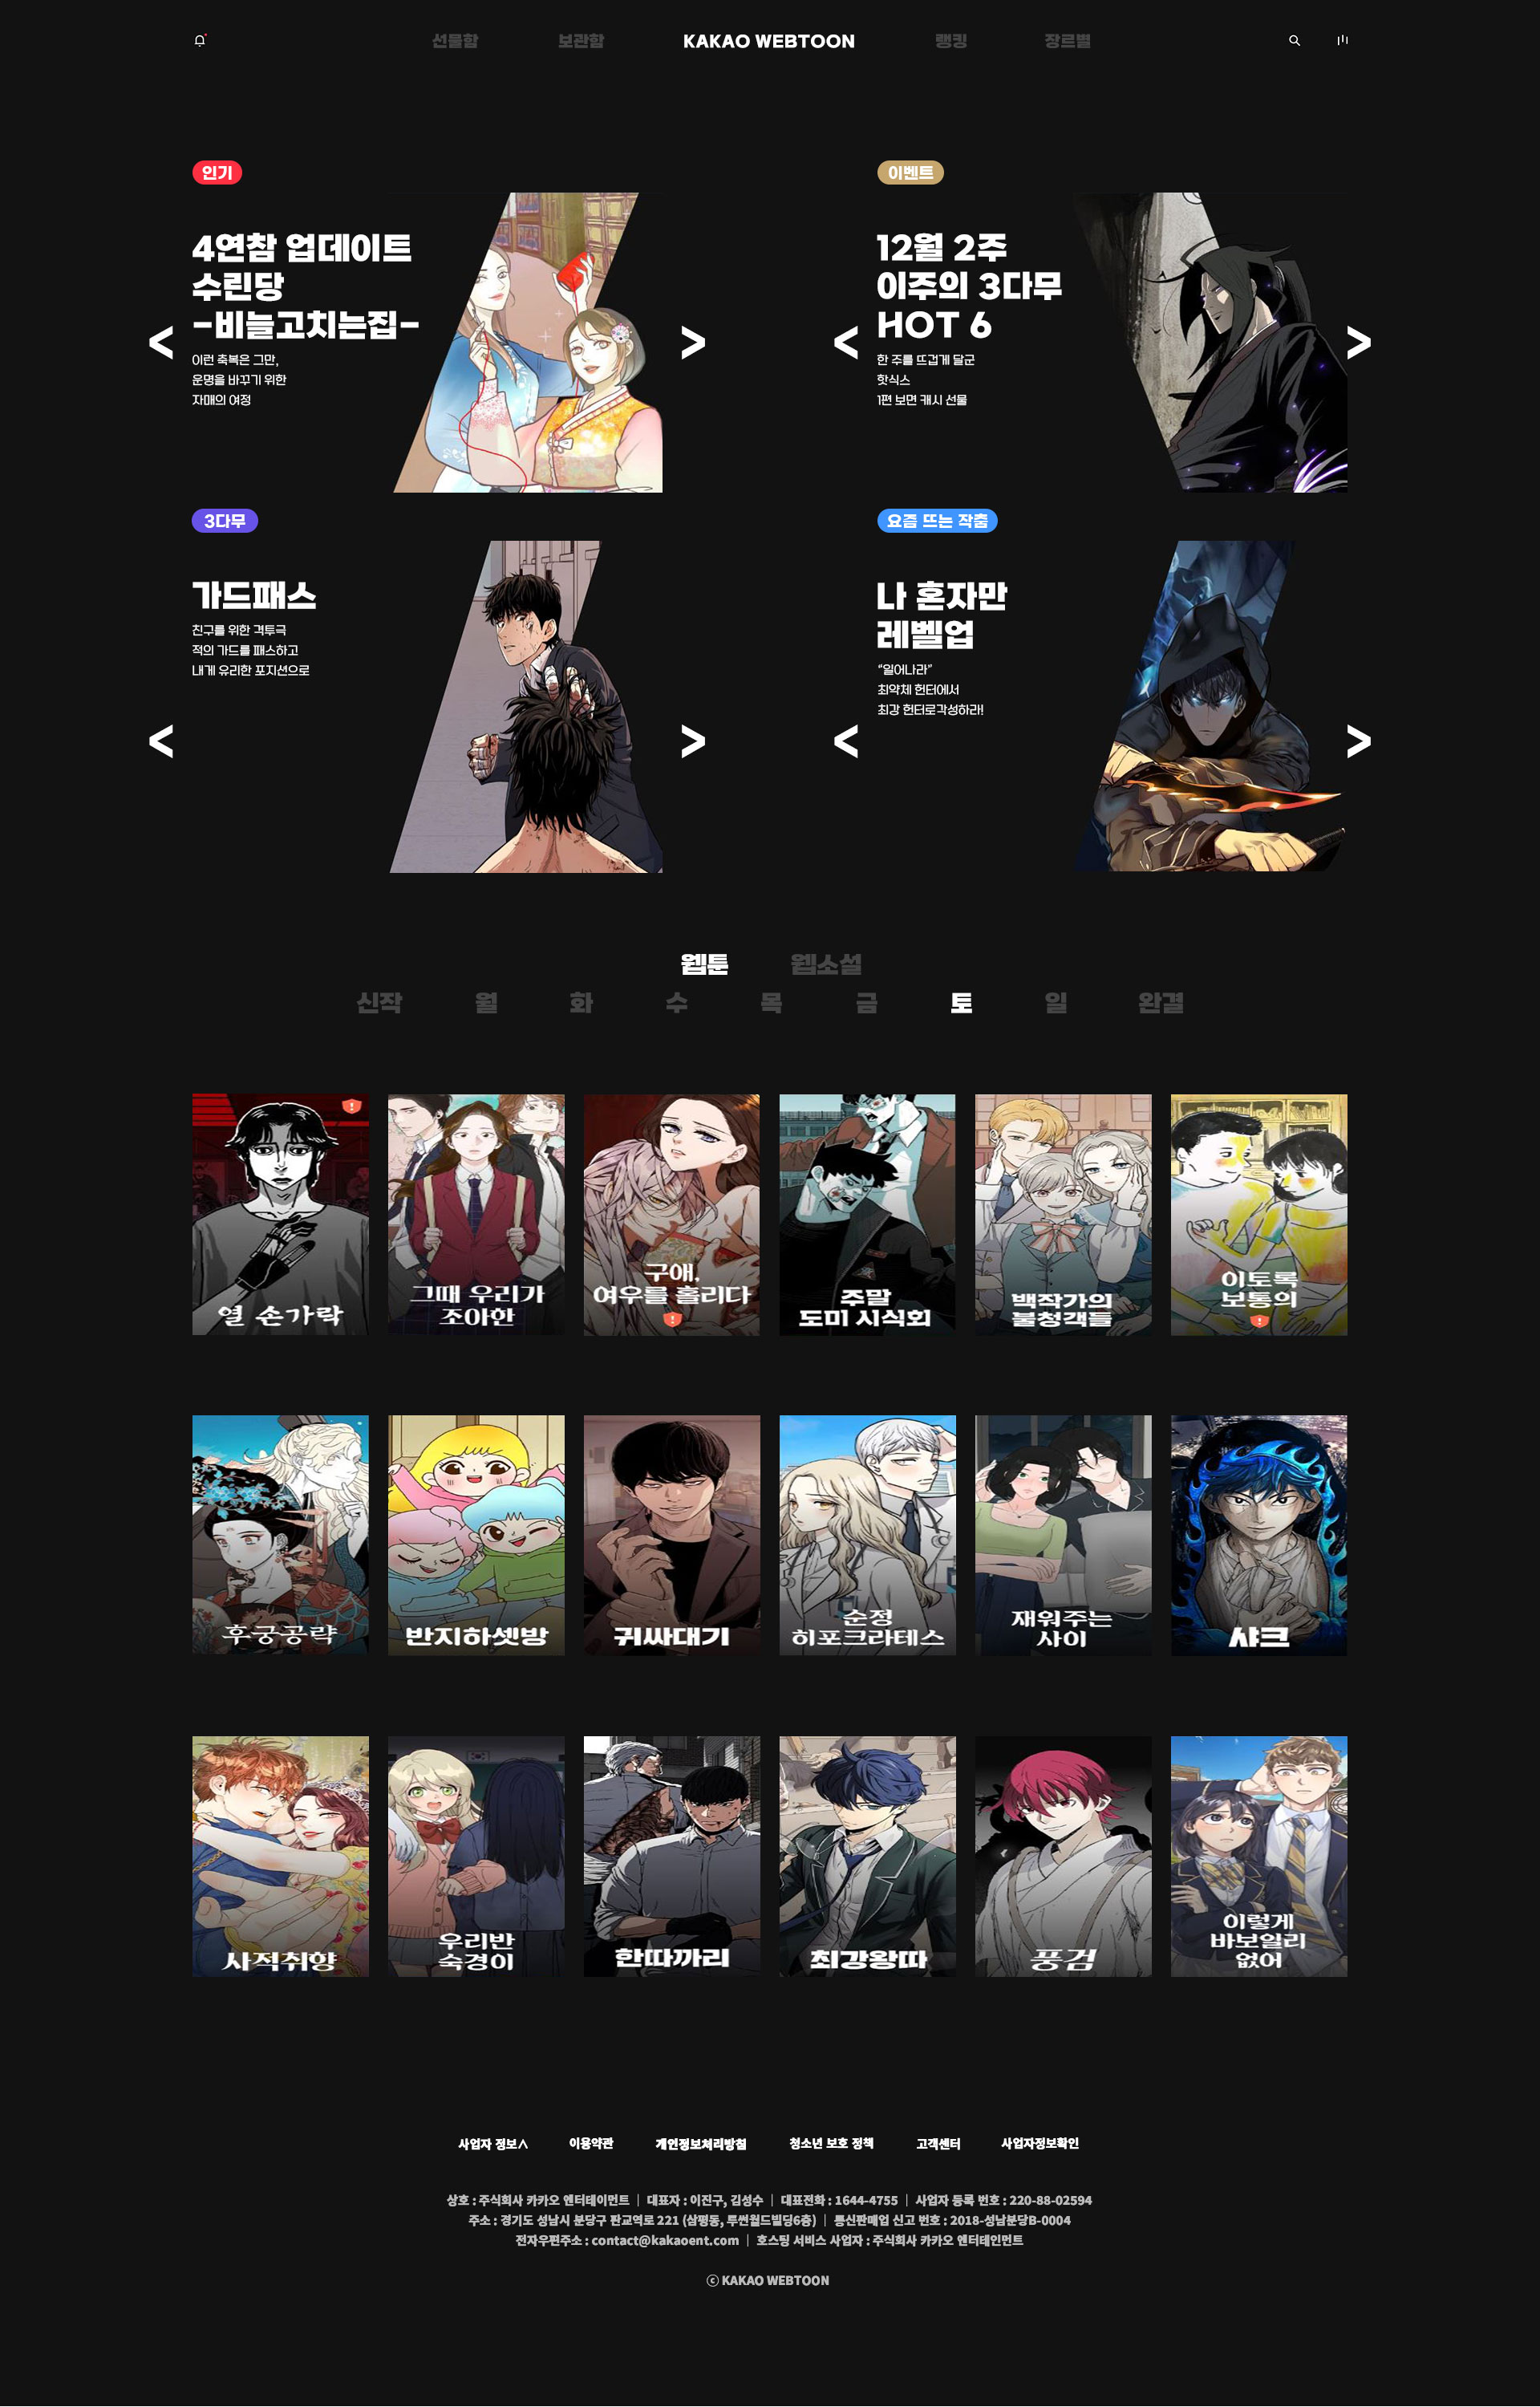 선물함
보관함
KAKAO WEBTOON
랭킹
장르별
인기
4연참 업데이트
수린당
-비늘고치는집-
이런 축복은 그만,
운명을 바꾸기 위한
자매의 여정
이벤트
12월 2주
이주의 3다무
HOT 6
한 주를 뜨겁게 달군
핫식스
1편 보면 캐시 선물
<
>
<
>
3다무
가드패스
친구를 위한 격투극
적의 가드를 패스하고
내게 유리한 포지션으로
요즘 뜨는 작춤
나 혼자만
레벨업
“일어나라”
최약체 헌터에서
최강 헌터로각성하라!
<
>
<
>
웹툰
웹소설
신작
월
화
수
목
금
토
일
완결
열 손가락
그때 우리가
조아한
구애,
여우를 홀리다
주말
도미 시식회
백작가의
불청객들
이토록
보통의
후궁공략
반지하셋방
귀싸대기
순정
히포크라테스
재워주는
사이
샤크
사적취향
우리반
숙경이
한따까리
최강왕따
풍검
이렇게
바보일리
없어
사업자 정보∧
이용약관
개인정보처리방침
청소년 보호 정책
고객센터
사업자정보확인
상호 : 주식회사 카카오 엔터테이먼트 | 대표자 : 이진구, 김성수 | 대표전화 : 1644-4755 | 사업자 등록 번호 : 220-88-02594
주소 : 경기도 성남시 분당구 판교역로 221 (삼평동, 투썬월드빌딩6층) | 통신판매업 신고 번호 : 2018-성남분당B-0004
전자우편주소 : contact@kakaoent.com | 호스팅 서비스 사업자 : 주식회사 카카오 엔터테인먼트
ⓒ KAKAO WEBTOON